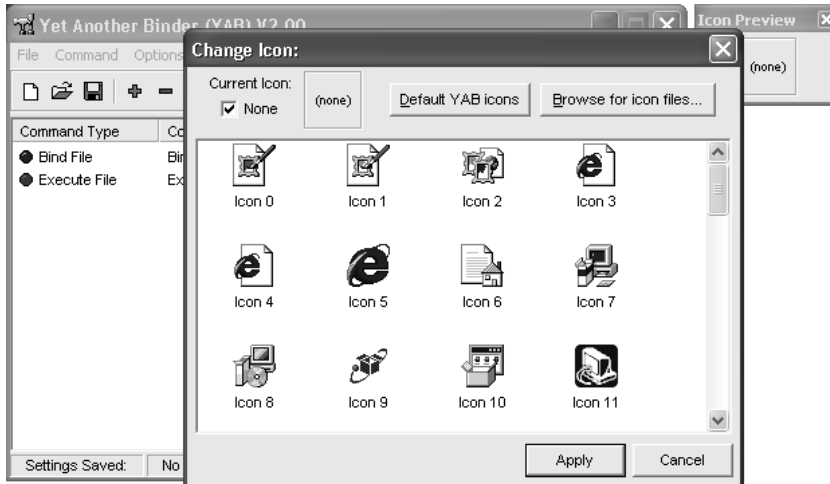 Yet Another Binder (YAB) V2.00
Icon Preview
File Command Options
Change Icon:
Current Icon:
None
(none)
Default YAB icons
Browse for icon files...
(none)
Command Type
Co
Bind File
Bin
Execute File
Ex
Icon 0 Icon 1 Icon 2 Icon 3
Icon 4 Icon 5 Icon 6 Icon 7
Icon 8 Icon 9 Icon 10 Icon 11
Settings Saved:
No
Apply
Cancel